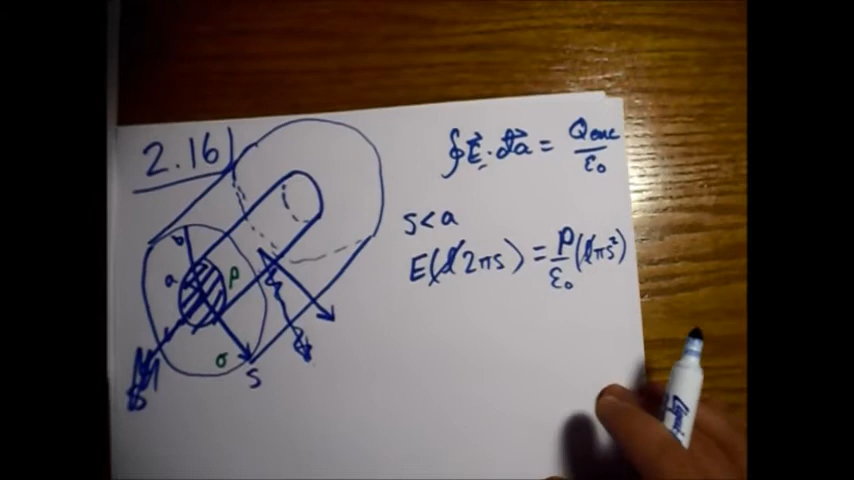 2.16)
∮E⃗·da⃗ = Qenc/ε₀
s<a
E(l2πs) = ρ/ε₀ (lπs²)
b
a
ρ
σ
s